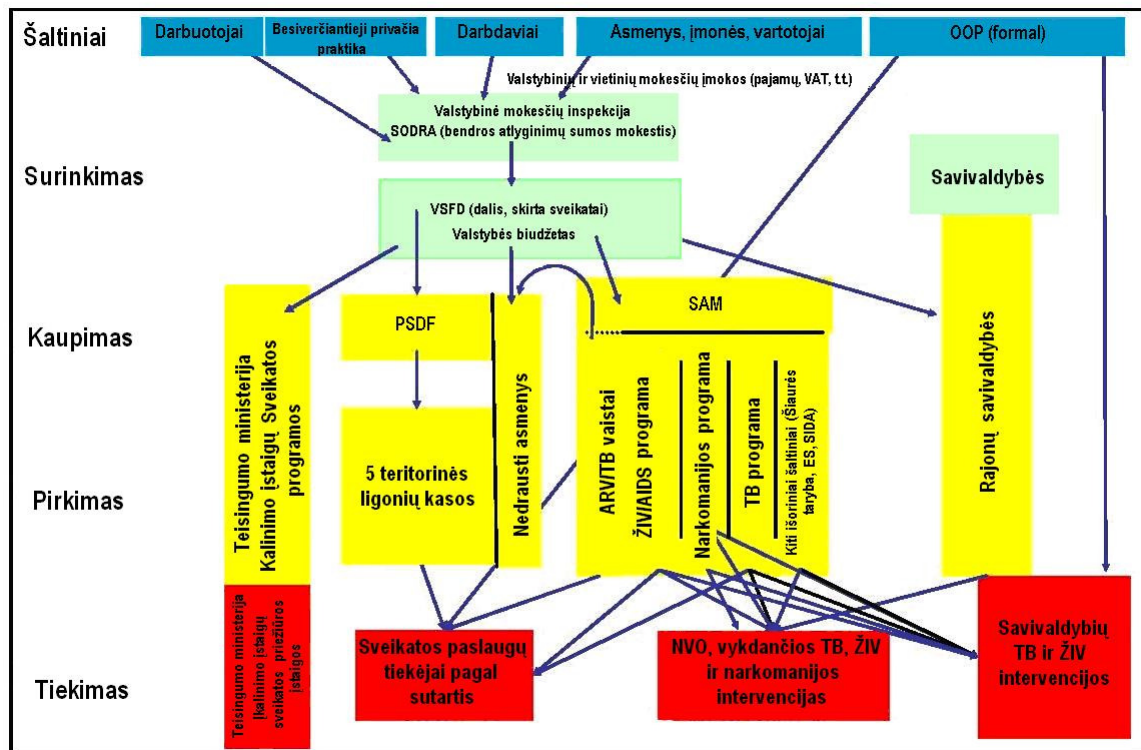 Šaltiniai
Darbuotojai
Besiverčiantieji privačia
praktika
Darbdaviai
Asmenys, įmonės, vartotojai
OOP (formal)
Valstybinių ir vietinių mokesčių įmokos (pajamų, VAT, t.t.)
Valstybinė mokesčių inspekcija
SODRA (bendros atlyginimų sumos mokestis)
Surinkimas
Savivaldybės
VSFD (dalis, skirta sveikatai)
Valstybės biudžetas
Kaupimas
PSDF
SAM
Teisingumo ministerija
Kalinimo įstaigų Sveikatos
programos
Nedrausti asmenys
ARV/TB vaistai
ŽIV/AIDS programa
Narkomanijos programa
TB programa
Kiti išoriniai šaltiniai (Šiaurės
taryba, ES, SIDA)
Rajonų savivaldybės
Pirkimas
5 teritorinės
ligonių kasos
Tiekimas
Teisingumo ministerija
Įkalinimo įstaigų
sveikatos priežiūros
įstaigos
Sveikatos paslaugų
tiekėjai pagal
sutartis
NVO, vykdančios TB, ŽIV
ir narkomanijos
intervencijas
Savivaldybių
TB ir ŽIV
intervencijos